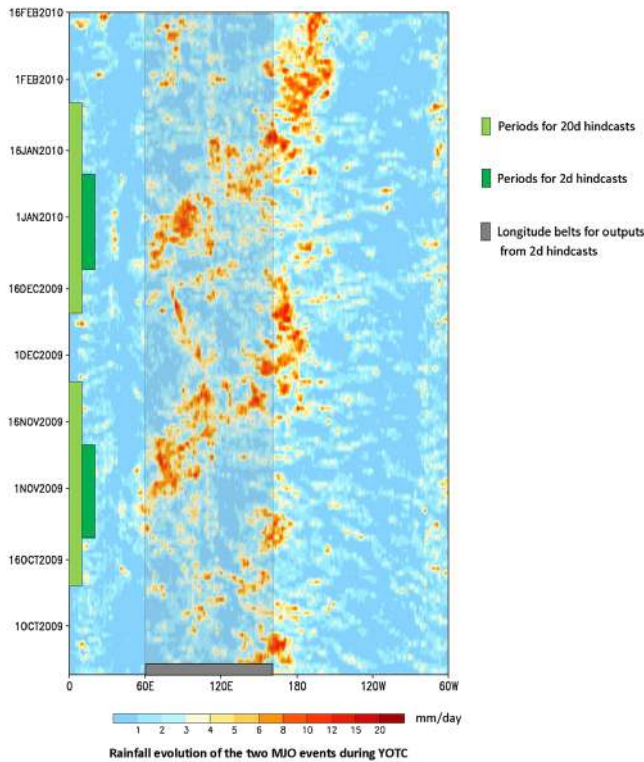 16FEB2010
1FEB2010
16JAN2010
1JAN2010
16DEC2009
1DEC2009
16NOV2009
1NOV2009
16OCT2009
1OCT2009
0 60E 120E 180 120W 60W
Periods for 20d hindcasts
Periods for 2d hindcasts
Longitude belts for outputs
from 2d hindcasts
1 2 3 4 5 6 8 10 12 15 20 mm/day
Rainfall evolution of the two MJO events during YOTC